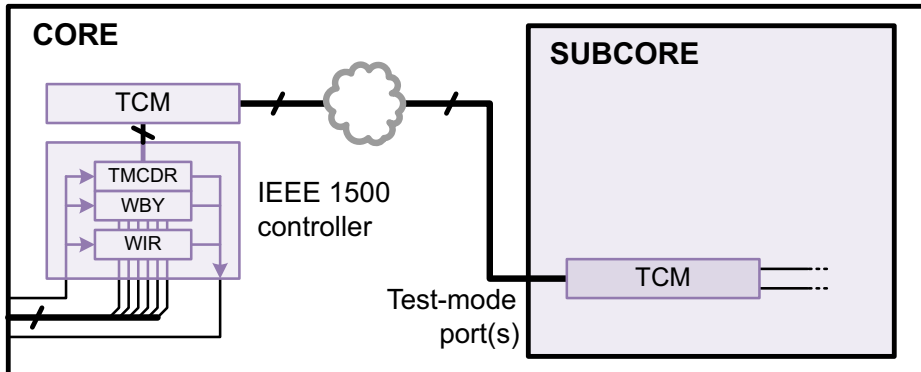 CORE
SUBCORE
TCM
TMCDR
WBY
WIR
IEEE 1500
controller
TCM
Test-mode
port(s)